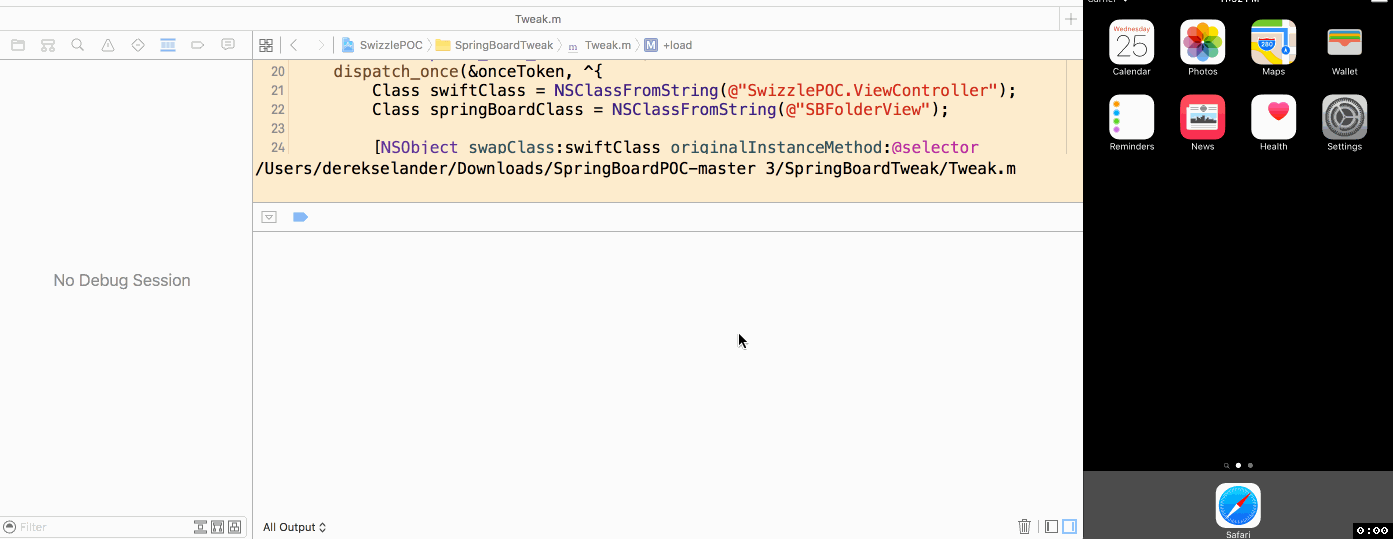 Tweak.m
SwizzlePOC SpringBoardTweak m Tweak.m M +load
20 dispatch_once(&onceToken, ^{
21 Class swiftClass = NSClassFromString(@"SwizzlePOC.ViewController");
22 Class springBoardClass = NSClassFromString(@"SBFolderView");
23
24 [NSObject swapClass:swiftClass originalInstanceMethod:@selector
/Users/derekselander/Downloads/SpringBoardPOC-master 3/SpringBoardTweak/Tweak.m
No Debug Session
Filter
All Output
Wednesday
25
280
Calendar Photos Maps Wallet
Reminders News Health Settings
Safari
0:00